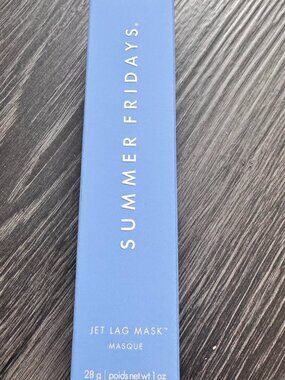 SUMMER FRIDAYS®
JET LAG MASK™
MASQUE
28 g | poids net wt 1 oz